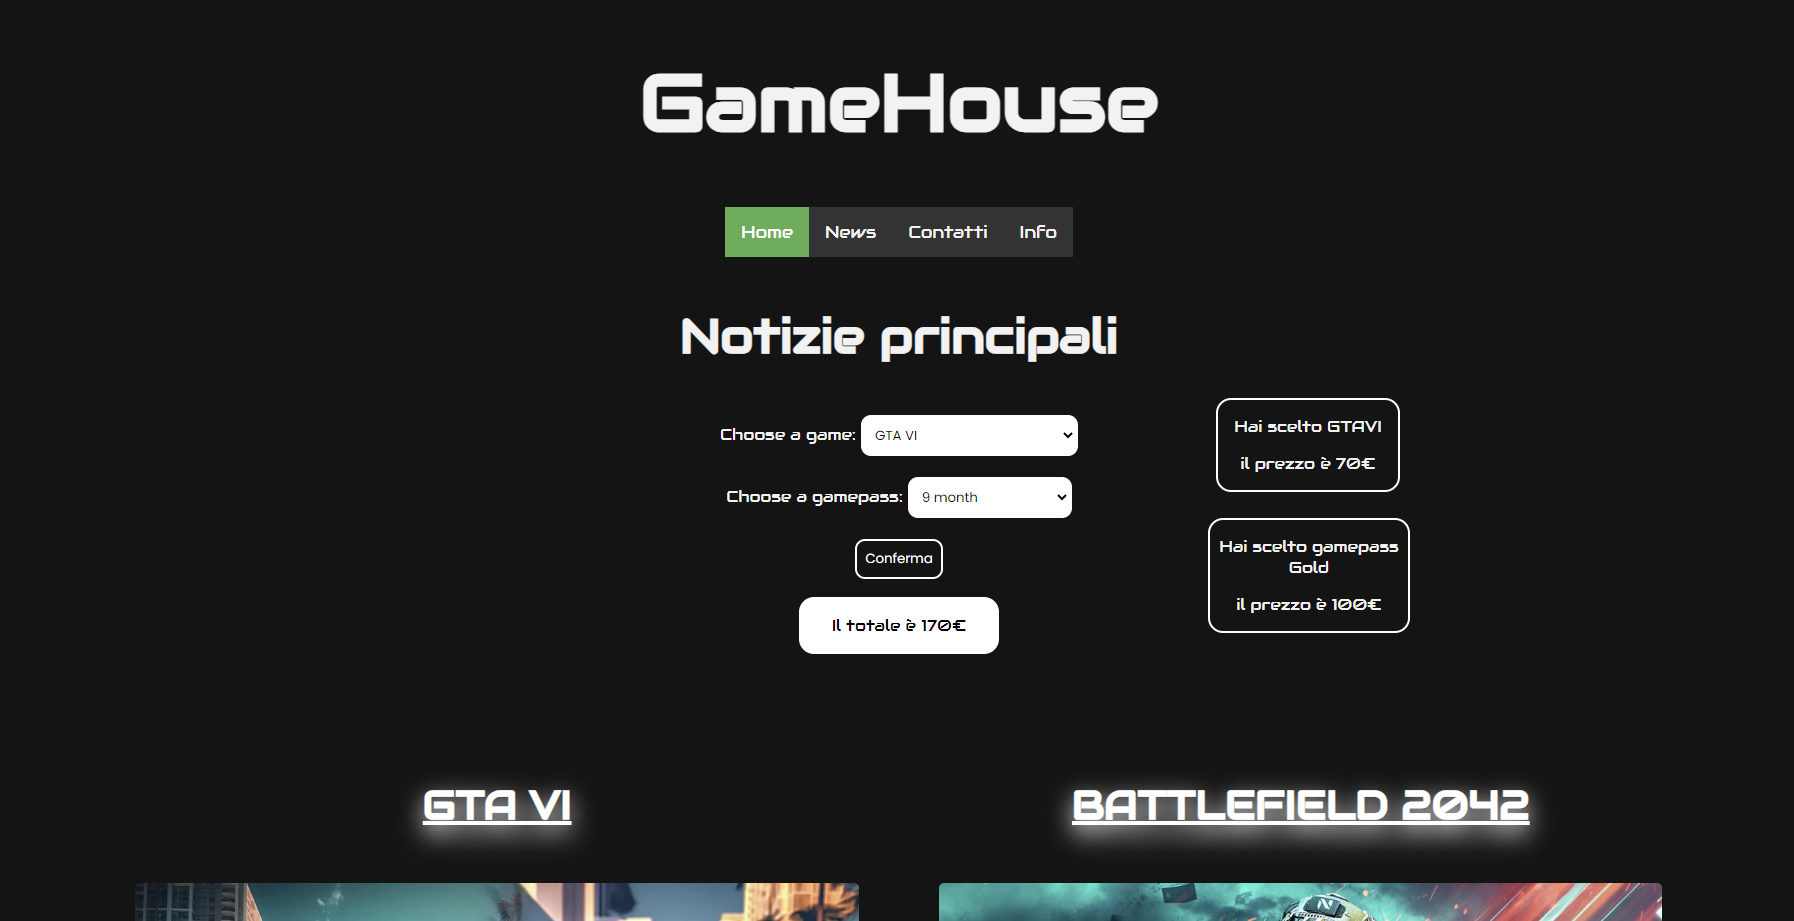 GameHouse
Home News Contatti Info
Notizie principali
Choose a game: GTA VI
Choose a gamepass: 9 month
Conferma
Il totale è 170€
Hai scelto GTAVI
il prezzo è 70€
Hai scelto gamepass
Gold
il prezzo è 100€
GTA VI
BATTLEFIELD 2042